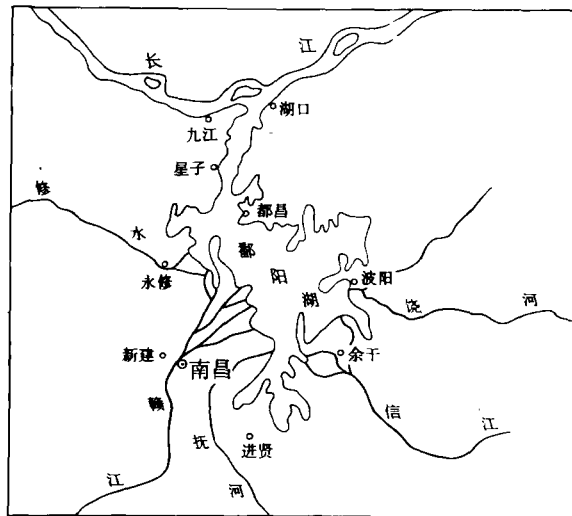 长江
湖口
九江
星子
都昌
修水
鄱阳湖
永修
波阳
饶河
新建
南昌
余干
赣江
抚河
信江
进贤